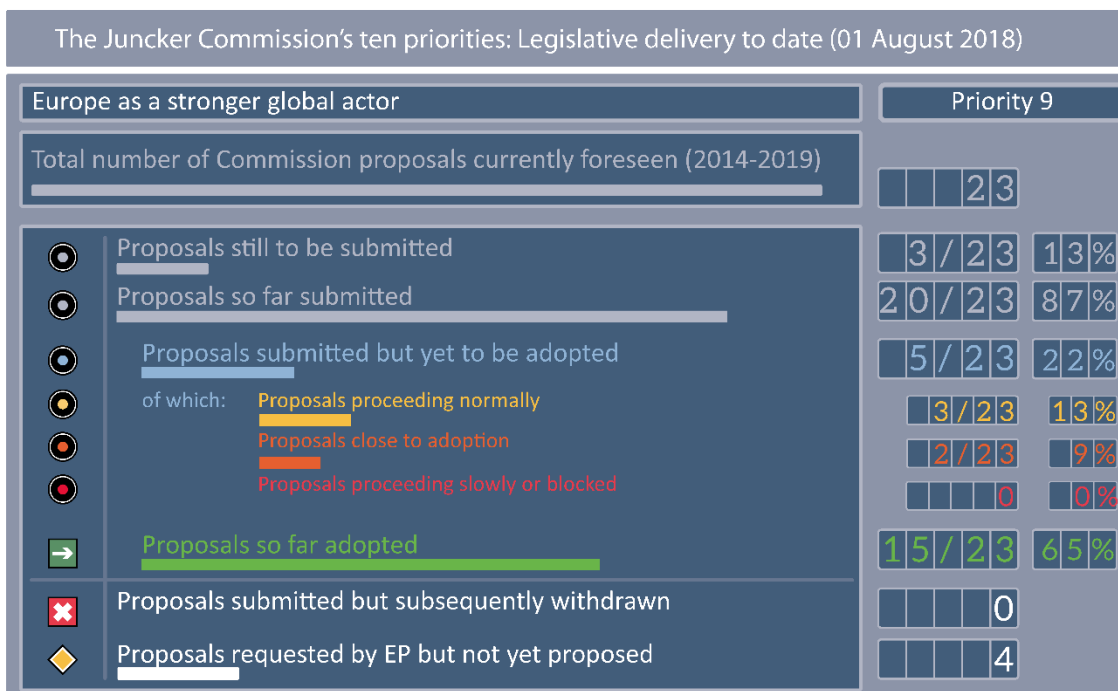 The Juncker Commission's ten priorities: Legislative delivery to date (01 August 2018)
Europe as a stronger global actor
Priority 9
Total number of Commission proposals currently foreseen (2014-2019)
23
Proposals still to be submitted
3/23 13%
Proposals so far submitted
20/23 87%
Proposals submitted but yet to be adopted
5/23 22%
of which: Proposals proceeding normally
3/23 13%
Proposals close to adoption
2/23 9%
Proposals proceeding slowly or blocked
0 0%
Proposals so far adopted
15/23 65%
Proposals submitted but subsequently withdrawn
0
Proposals requested by EP but not yet proposed
4